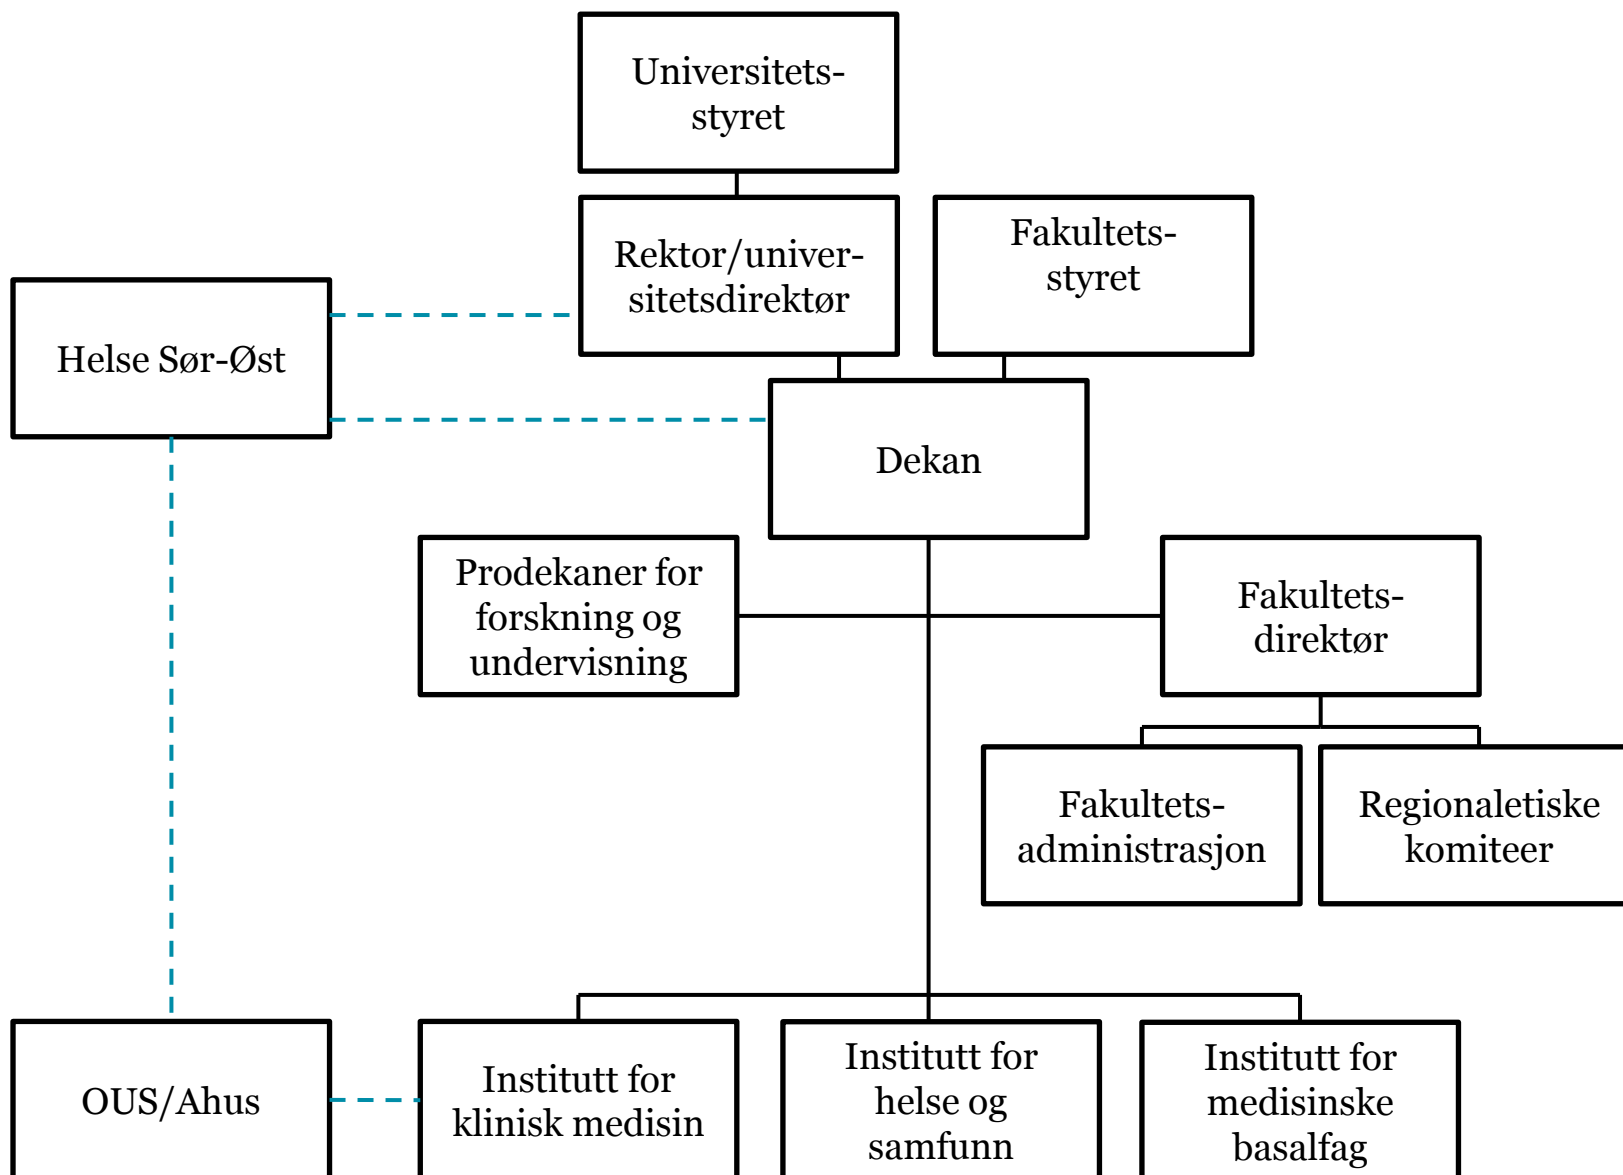 Universitets-
styret
Rektor/univer-
sitetsdirektør
Fakultets-
styret
Helse Sør-Øst
Dekan
Prodekaner for
forskning og
undervisning
Fakultets-
direktør
Fakultets-
administrasjon
Regionaletiske
komiteer
OUS/Ahus
Institutt for
klinisk medisin
Institutt for
helse og
samfunn
Institutt for
medisinske
basalfag